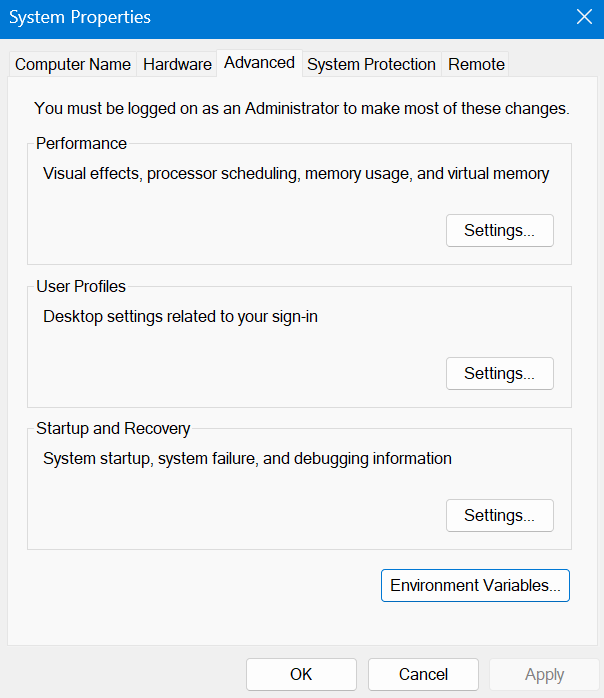 System Properties
Computer Name Hardware Advanced System Protection Remote
You must be logged on as an Administrator to make most of these changes.
Performance
Visual effects, processor scheduling, memory usage, and virtual memory
Settings...
User Profiles
Desktop settings related to your sign-in
Settings...
Startup and Recovery
System startup, system failure, and debugging information
Settings...
Environment Variables...
OK Cancel Apply